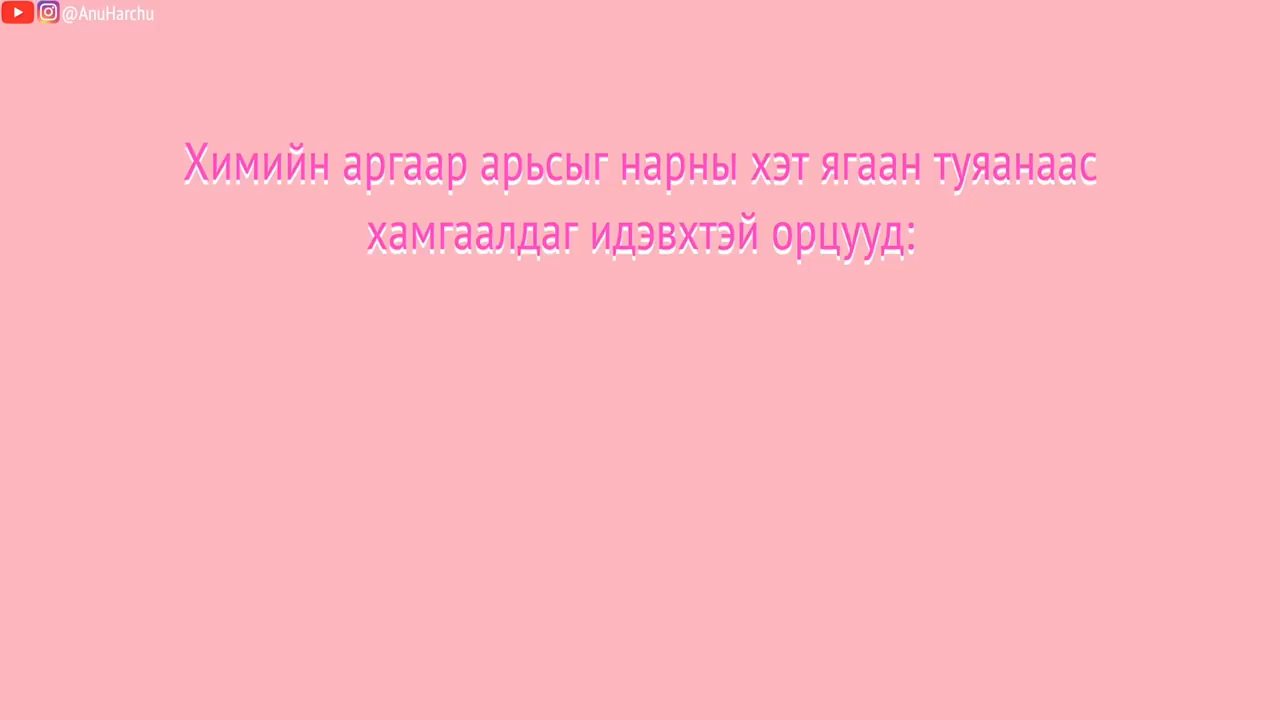 @AnuHarchu
Химийн аргаар арьсыг нарны хэт ягаан туяанаас
хамгаалдаг идэвхтэй орцууд: